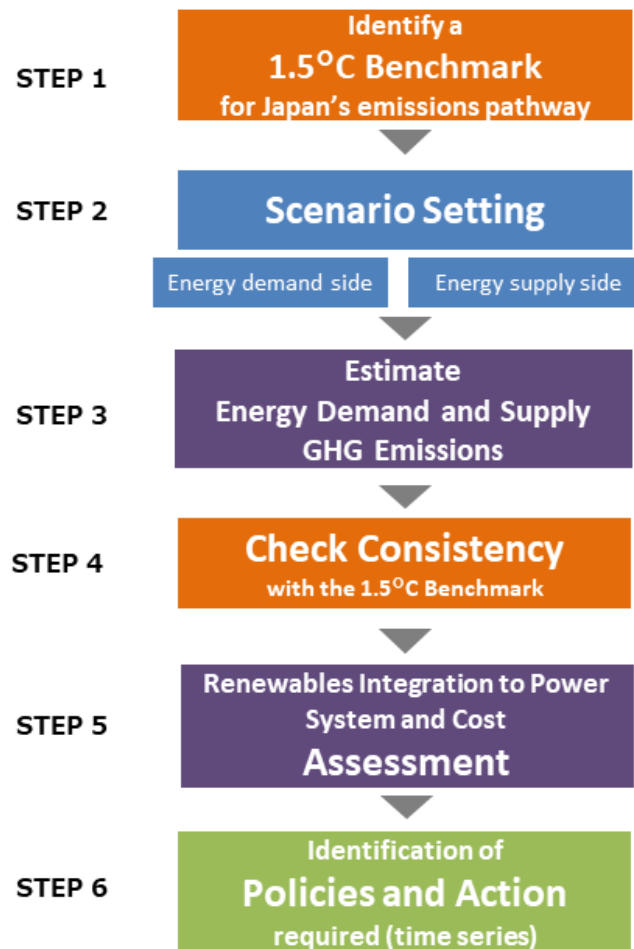 STEP 1
Identify a
1.5°C Benchmark
for Japan's emissions pathway
STEP 2
Scenario Setting
Energy demand side
Energy supply side
STEP 3
Estimate
Energy Demand and Supply
GHG Emissions
STEP 4
Check Consistency
with the 1.5°C Benchmark
STEP 5
Renewables Integration to Power
System and Cost
Assessment
STEP 6
Identification of
Policies and Action
required (time series)